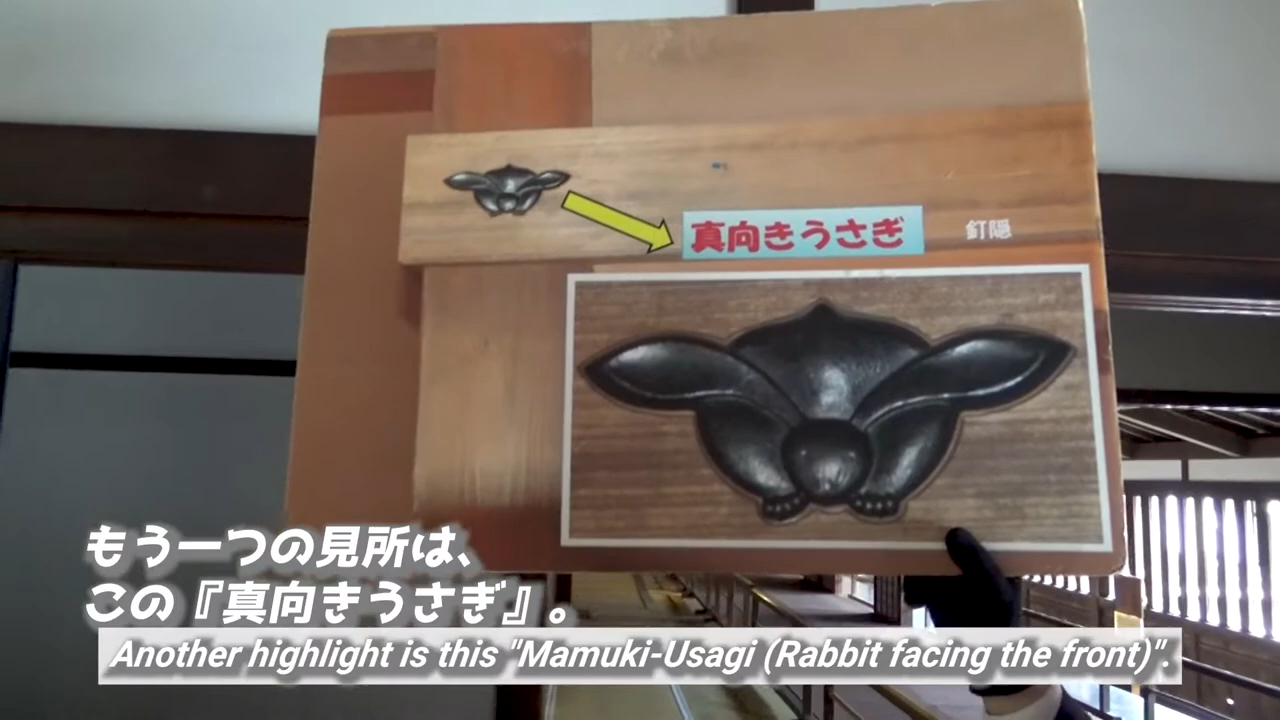 真向きうさぎ
釘隠
もう一つの見所は、
この『真向きうさぎ』。
Another highlight is this "Mamuki-Usagi (Rabbit facing the front)".